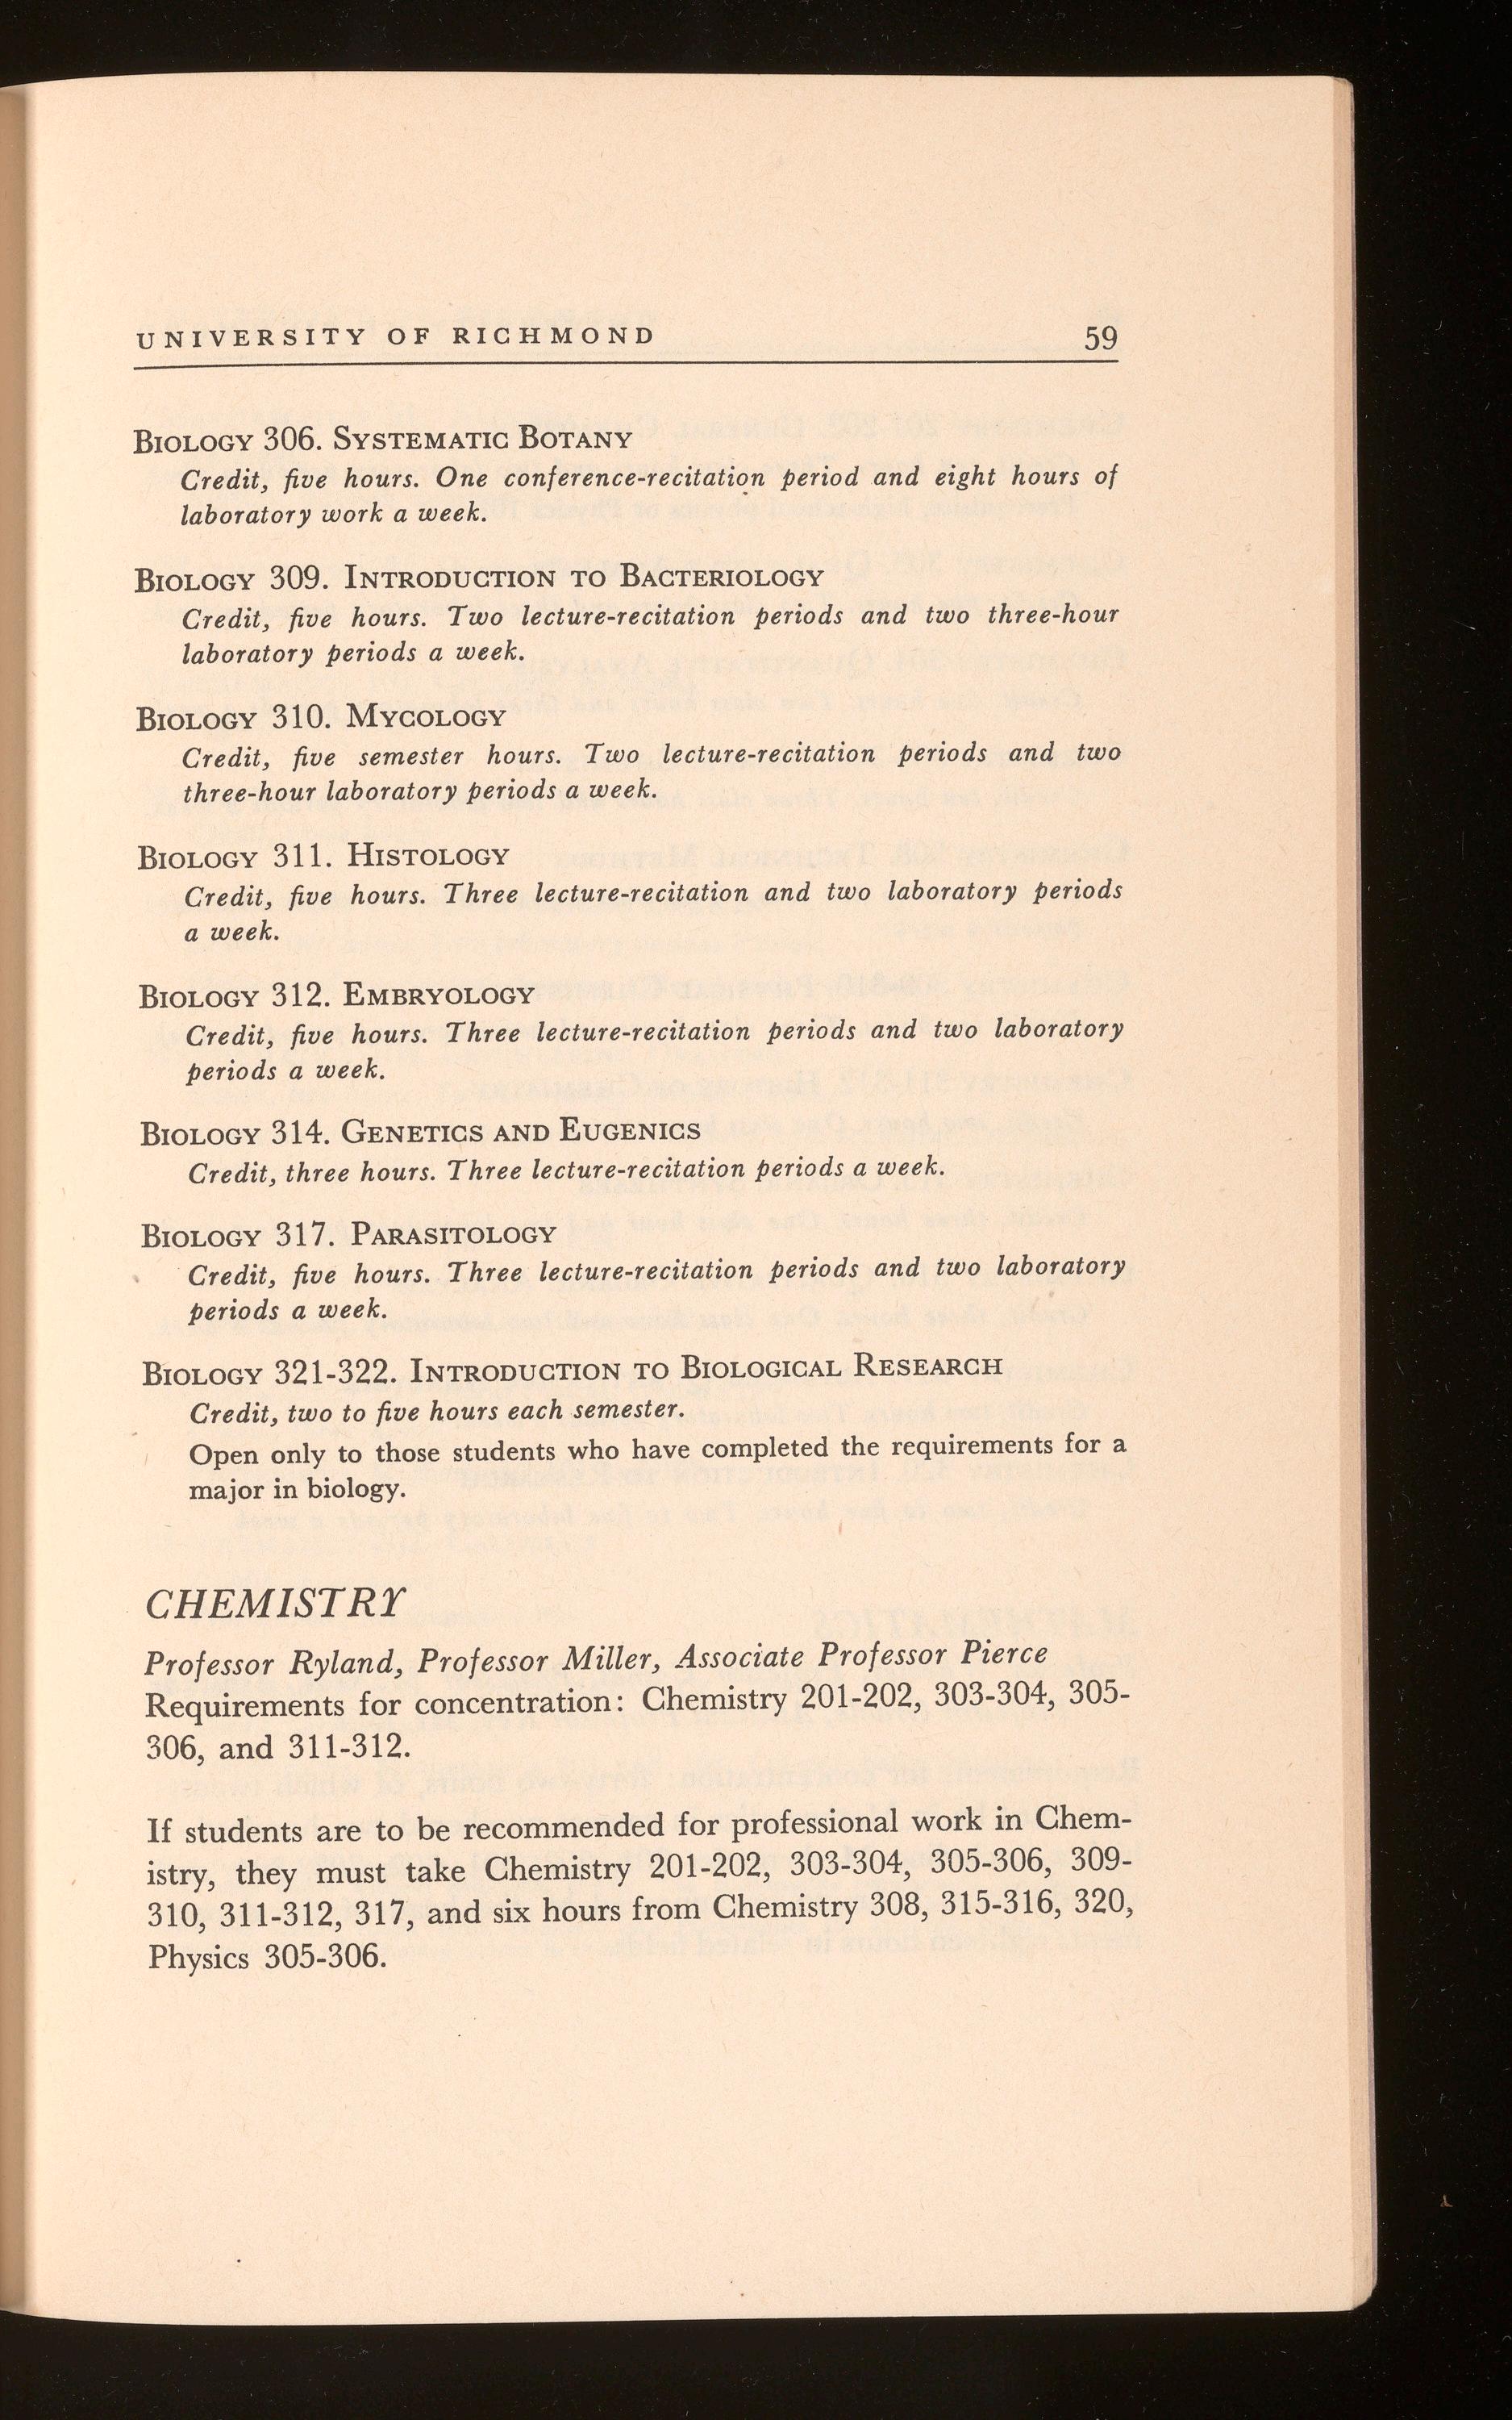 UNIVERSITY OF RICHMOND 59
BIOLOGY 306. SYSTEMATIC BOTANY
Credit, five hours. One conference-recitation period and eight hours of
laboratory work a week.
BIOLOGY 309. INTRODUCTION TO BACTERIOLOGY
Credit, five hours. Two lecture-recitation periods and two three-hour
laboratory periods a week.
BIOLOGY 310. MYCOLOGY
Credit, five semester hours. Two lecture-recitation periods and two
three-hour laboratory periods a week.
BIOLOGY 311. HISTOLOGY
Credit, five hours. Three lecture-recitation and two laboratory periods
a week.
BIOLOGY 312. EMBRYOLOGY
Credit, five hours. Three lecture-recitation periods and two laboratory
periods a week.
BIOLOGY 314. GENETICS AND EUGENICS
Credit, three hours. Three lecture-recitation periods a week.
BIOLOGY 317. PARASITOLOGY
Credit, five hours. Three lecture-recitation periods and two laboratory
periods a week.
BIOLOGY 321-322. INTRODUCTION TO BIOLOGICAL RESEARCH
Credit, two to five hours each semester.
Open only to those students who have completed the requirements for a
major in biology.
CHEMISTRY
Professor Ryland, Professor Miller, Associate Professor Pierce
Requirements for concentration: Chemistry 201-202, 303-304, 305-
306, and 311-312.
If students are to be recommended for professional work in Chem-
istry, they must take Chemistry 201-202, 303-304, 305-306, 309-
310, 311-312, 317, and six hours from Chemistry 308, 315-316, 320,
Physics 305-306.